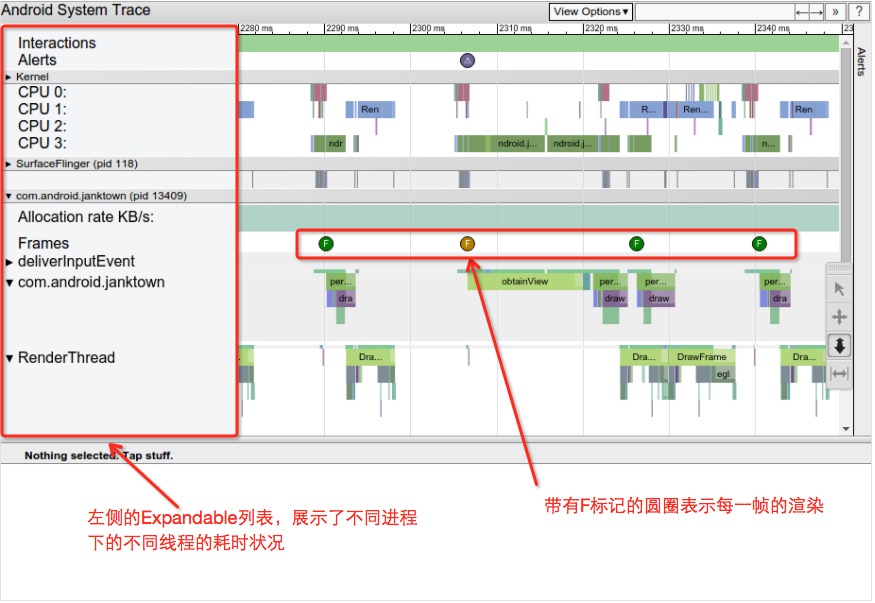 Android System Trace
View Options▾
←
→
»
?
2280 ms
2290 ms
2300 ms
2310 ms
2320 ms
2330 ms
2340 ms
23
Alerts
Interactions
Alerts
▸ Kernel
CPU 0:
CPU 1:
Ren
R...
Ren...
Ren
CPU 2:
CPU 3:
ndr
ndroid.j...
ndroid.j...
n...
▸ SurfaceFlinger (pid 118)
▾ com.android.janktown (pid 13409)
Allocation rate KB/s:
Frames
F
F
F
F
▸ deliverInputEvent
▾ com.android.janktown
per...
obtainView
per...
per...
per...
dra
draw
draw
dra
▾ RenderThread
Dra...
Dra...
DrawFrame
Dra...
egl
Nothing selected. Tap stuff.
左侧的Expandable列表，展示了不同进程
下的不同线程的耗时状况
带有F标记的圆圈表示每一帧的渲染